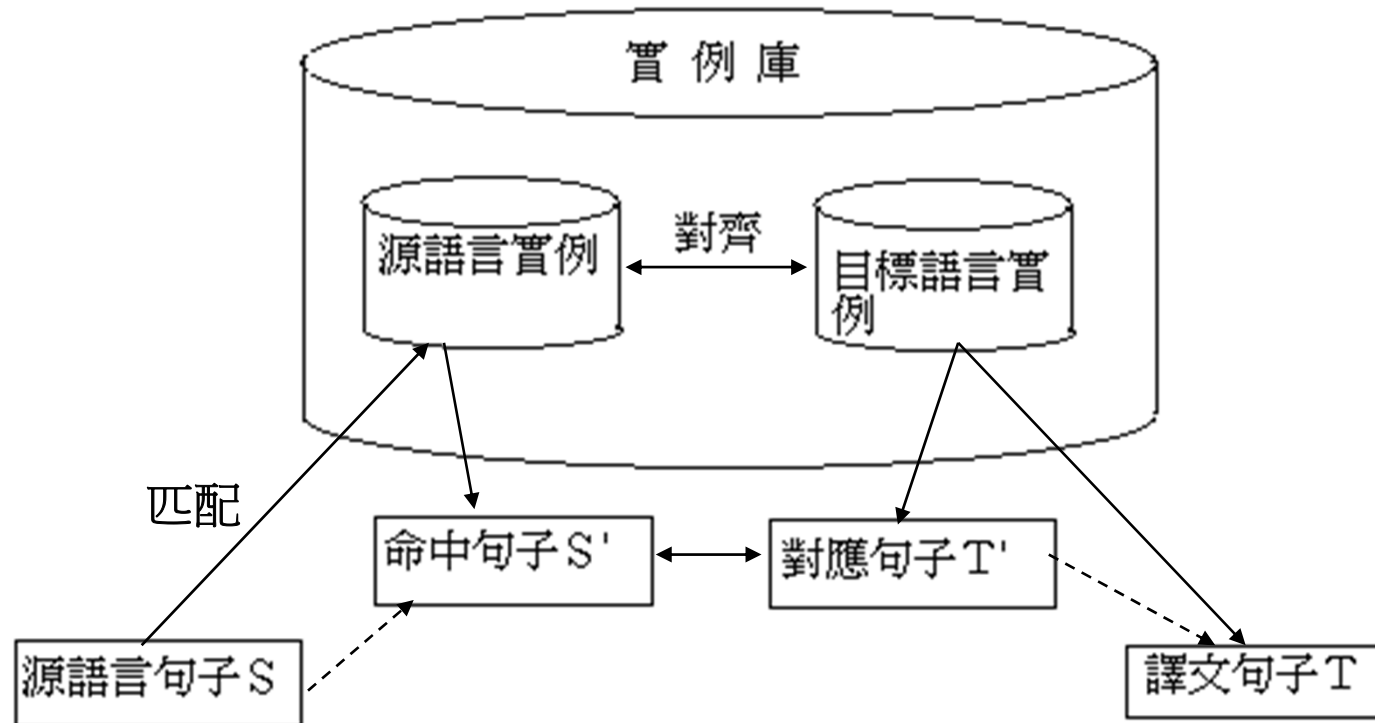 實 例 庫
源語言實例
對齊
目標語言實
例
匹配
命中句子S'
對應句子T'
源語言句子S
譯文句子T